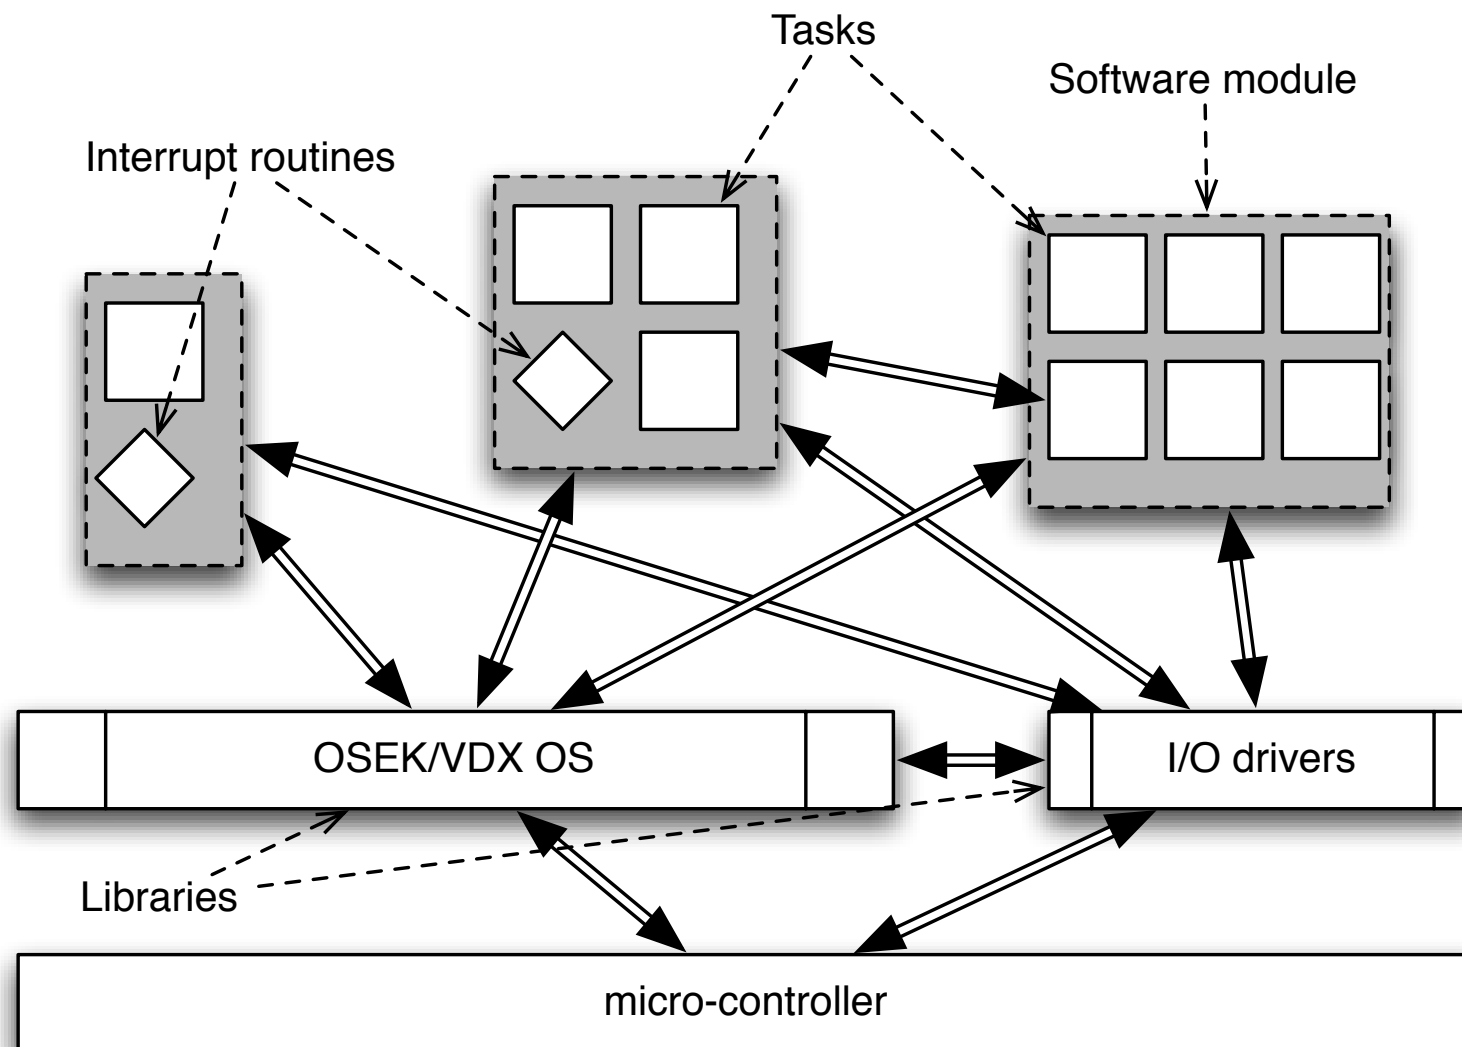 Tasks
Software module
Interrupt routines
OSEK/VDX OS
I/O drivers
Libraries
micro-controller